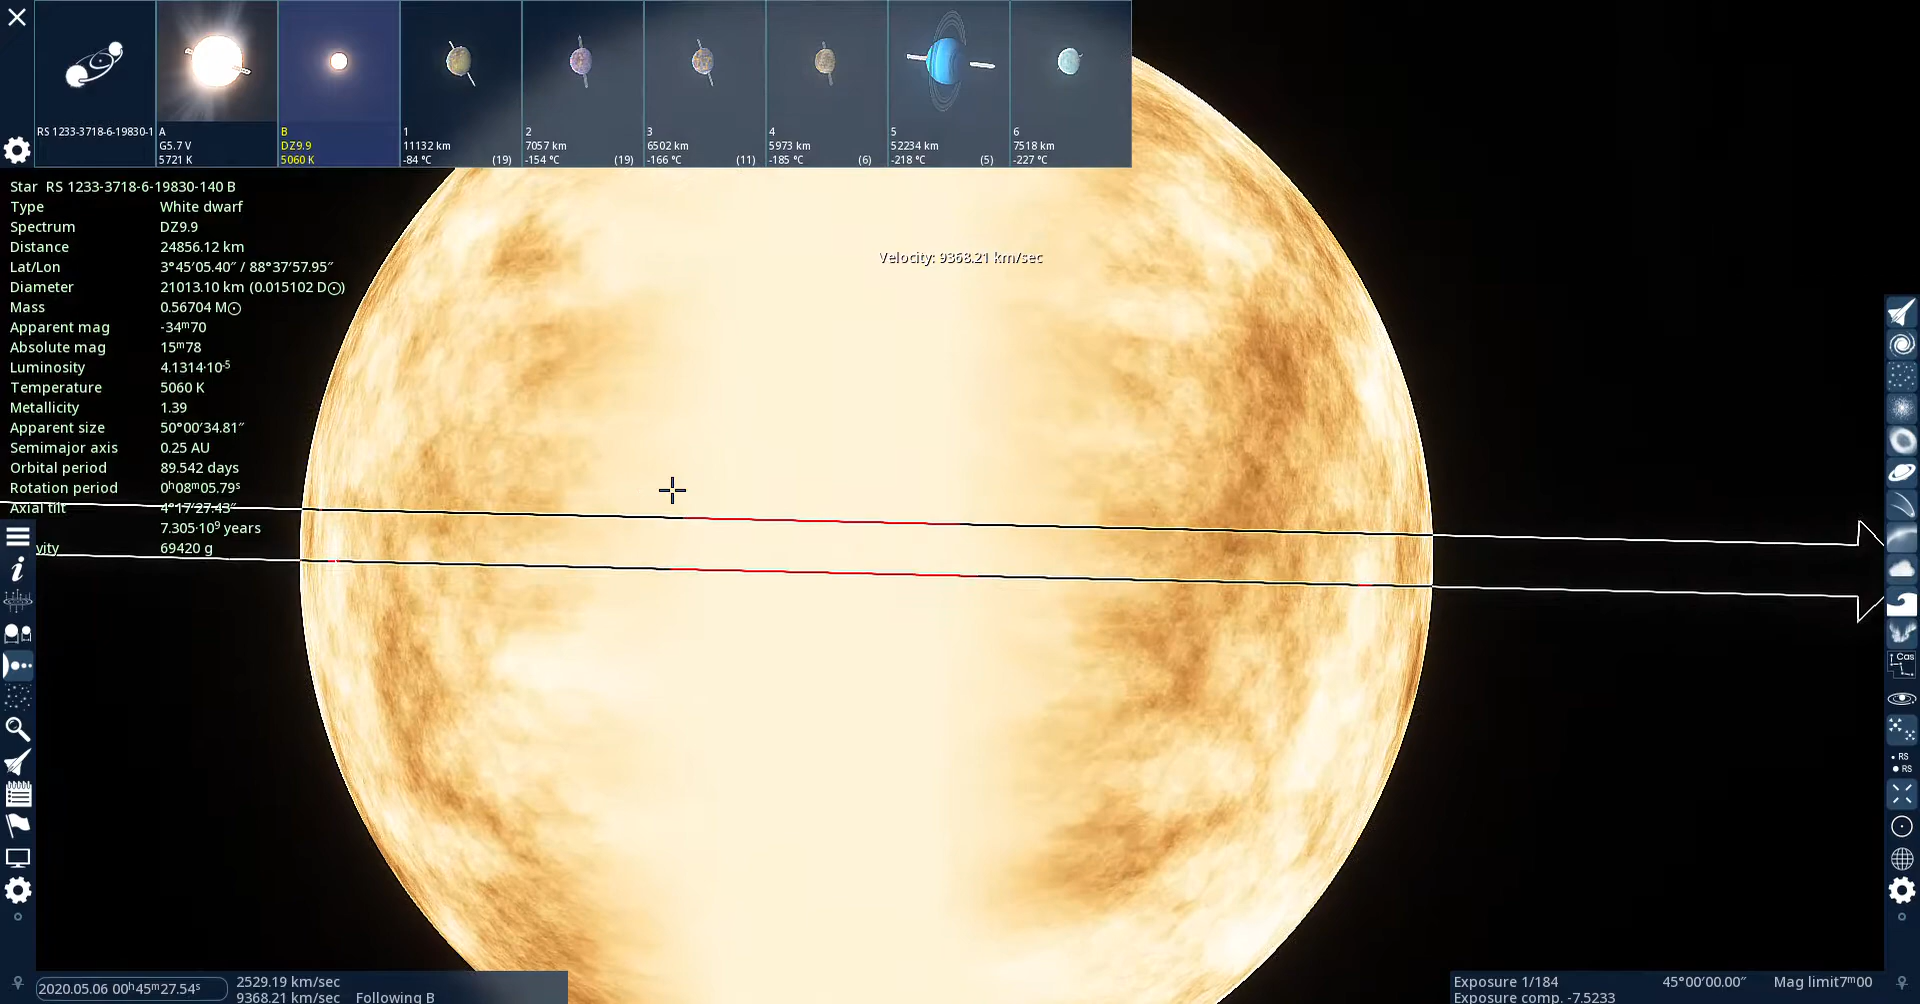 RS 1233-3718-6-19830-1
A
G5.7 V
5721 K
B
DZ9.9
5060 K
1
11132 km
-84 °C (19)
2
7057 km
-154 °C (19)
3
6502 km
-166 °C (11)
4
5973 km
-185 °C (6)
5
52234 km
-218 °C (5)
6
7518 km
-227 °C
Star RS 1233-3718-6-19830-140 B
Type White dwarf
Spectrum DZ9.9
Distance 24856.12 km
Lat/Lon 3°45′05.40″ / 88°37′57.95″
Diameter 21013.10 km (0.015102 D☉)
Mass 0.56704 M☉
Apparent mag -34ᵐ70
Absolute mag 15ᵐ78
Luminosity 4.1314·10⁻⁵
Temperature 5060 K
Metallicity 1.39
Apparent size 50°00′34.81″
Semimajor axis 0.25 AU
Orbital period 89.542 days
Rotation period 0ʰ08ᵐ05.79ˢ
Axial tilt 4°17′27.43″
7.305·10⁹ years
vity 69420 g
Velocity: 9368.21 km/sec
Cas
RS
RS
2020.05.06 00ʰ45ᵐ27.54ˢ
2529.19 km/sec
9368.21 km/sec Following B
Exposure 1/184 45°00′00.00″ Mag limit7ᵐ00
Exposure comp. -7.5233